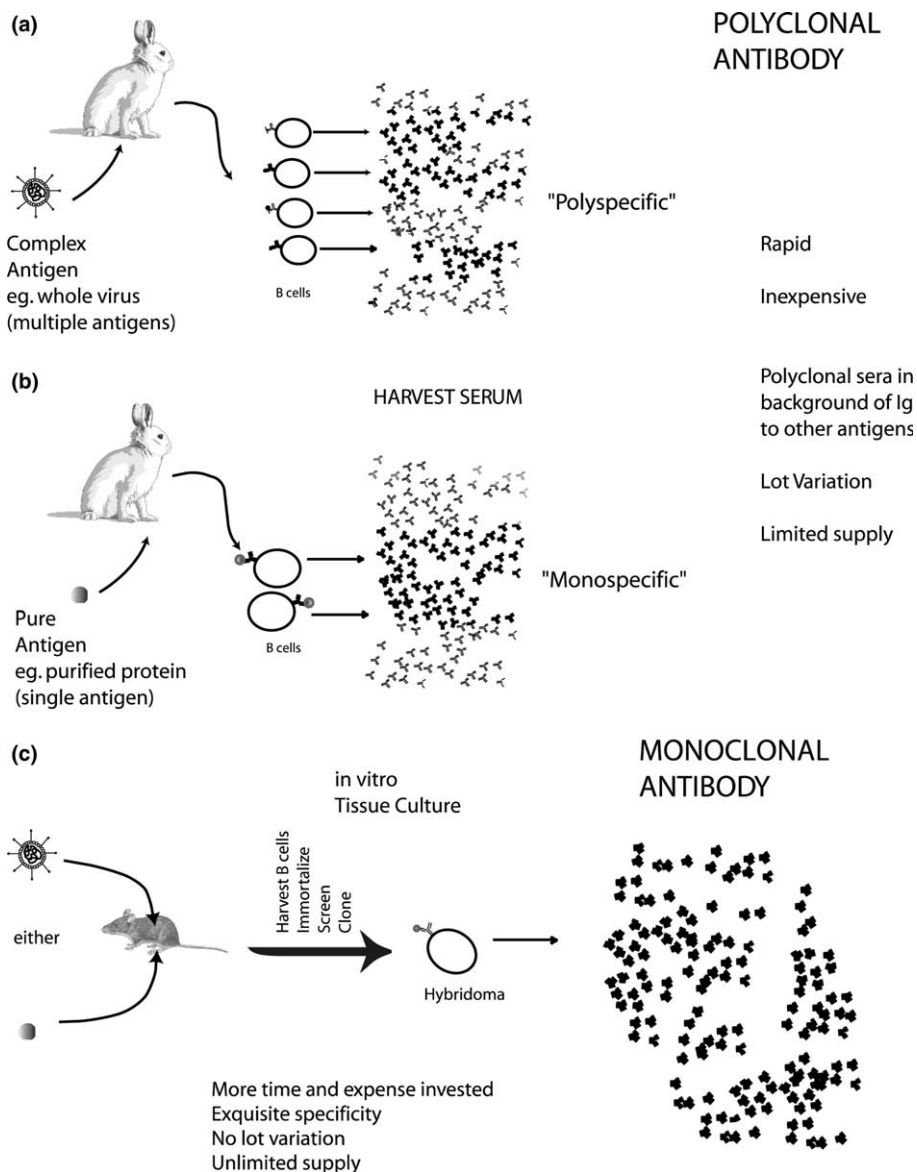 (a)
POLYCLONAL
ANTIBODY
Complex
Antigen
eg. whole virus
(multiple antigens)
B cells
"Polyspecific"
Rapid
Inexpensive
(b)
HARVEST SERUM
Polyclonal sera in
background of Ig
to other antigens
Lot Variation
Limited supply
Pure
Antigen
eg. purified protein
(single antigen)
B cells
"Monospecific"
(c)
MONOCLONAL
ANTIBODY
in vitro
Tissue Culture
either
Harvest B cells
Immortalize
Screen
Clone
Hybridoma
More time and expense invested
Exquisite specificity
No lot variation
Unlimited supply